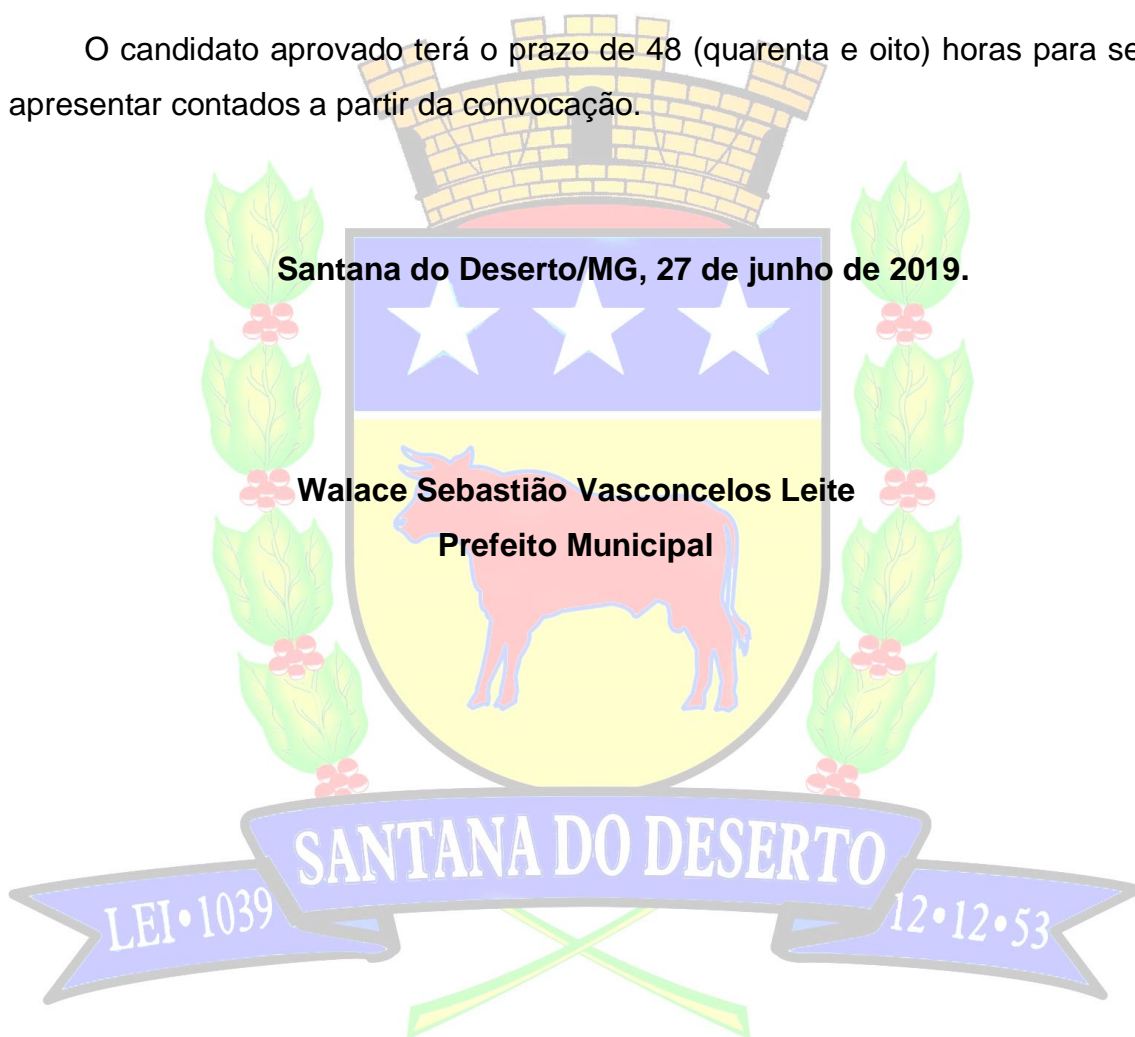 O candidato aprovado terá o prazo de 48 (quarenta e oito) horas para se
apresentar contados a partir da convocação.
Santana do Deserto/MG, 27 de junho de 2019.
Walace Sebastião Vasconcelos Leite
Prefeito Municipal
SANTANA DO DESERTO
LEI•1039
12•12•53